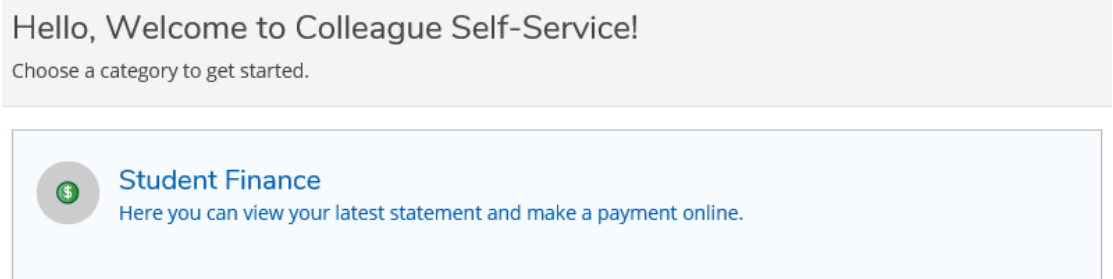 Hello, Welcome to Colleague Self-Service!
Choose a category to get started.
$
Student Finance
Here you can view your latest statement and make a payment online.